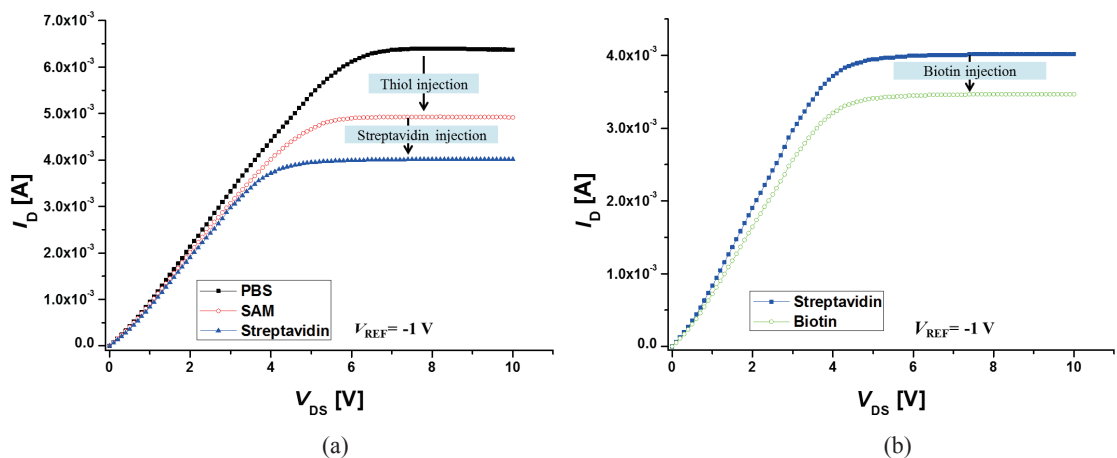 7.0x10⁻³
6.0x10⁻³
5.0x10⁻³
4.0x10⁻³
3.0x10⁻³
2.0x10⁻³
1.0x10⁻³
0.0
I_D [A]
Thiol injection
Streptavidin injection
PBS
SAM
Streptavidin
V_REF= -1 V
0 2 4 6 8 10
V_DS [V]
(a)
4.0x10⁻³
3.0x10⁻³
2.0x10⁻³
1.0x10⁻³
0.0
I_D [A]
Biotin injection
Streptavidin
Biotin
V_REF= -1 V
0 2 4 6 8 10
V_DS [V]
(b)